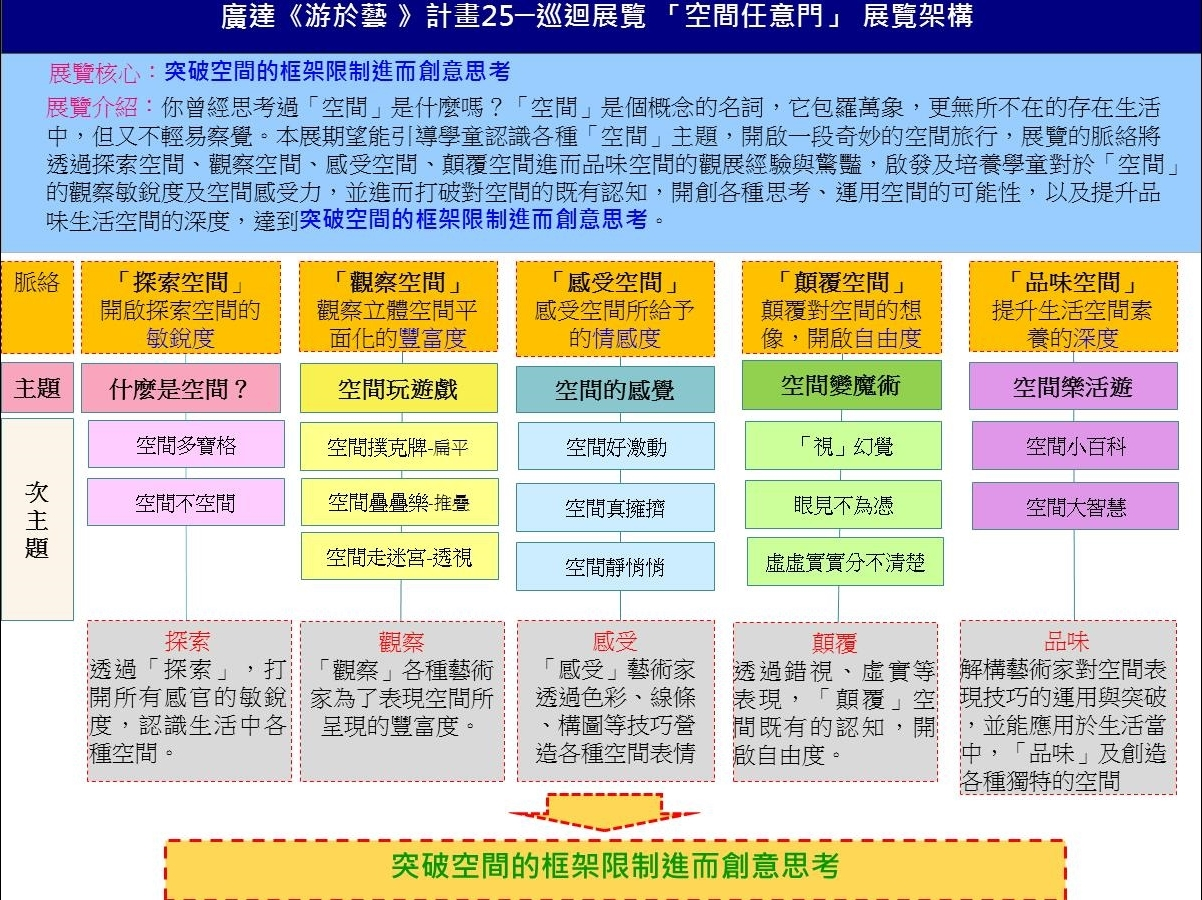 廣達《游於藝 》計畫25─巡迴展覽 「空間任意門」 展覽架構
展覽核心：突破空間的框架限制進而創意思考
展覽介紹：你曾經思考過「空間」是什麼嗎？「空間」是個概念的名詞，它包羅萬象，更無所不在的存在生活
中，但又不輕易察覺。本展期望能引導學童認識各種「空間」主題，開啟一段奇妙的空間旅行，展覽的脈絡將
透過探索空間、觀察空間、感受空間、顛覆空間進而品味空間的觀展經驗與驚豔，啟發及培養學童對於「空間」
的觀察敏銳度及空間感受力，並進而打破對空間的既有認知，開創各種思考、運用空間的可能性，以及提升品
味生活空間的深度，達到突破空間的框架限制進而創意思考。
脈絡
「探索空間」
開啟探索空間的
敏銳度
「觀察空間」
觀察立體空間平
面化的豐富度
「感受空間」
感受空間所給予
的情感度
「顛覆空間」
顛覆對空間的想
像，開啟自由度
「品味空間」
提升生活空間素
養的深度
主題
什麼是空間？
空間玩遊戲
空間的感覺
空間變魔術
空間樂活遊
次
主
題
空間多寶格
空間不空間
空間撲克牌-扁平
空間疊疊樂-推疊
空間走迷宮-透視
空間好激動
空間真擁擠
空間靜悄悄
「視」幻覺
眼見不為憑
虛虛實實分不清楚
空間小百科
空間大智慧
探索
透過「探索」，打
開所有感官的敏銳
度，認識生活中各
種空間。
觀察
「觀察」各種藝術
家為了表現空間所
呈現的豐富度。
感受
「感受」藝術家
透過色彩、線條
、構圖等技巧營
造各種空間表情
顛覆
透過錯視、虛實等
表現，「顛覆」空
間既有的認知，開
啟自由度。
品味
解構藝術家對空間表
現技巧的運用與突破
，並能應用於生活當
中，「品味」及創造
各種獨特的空間
突破空間的框架限制進而創意思考